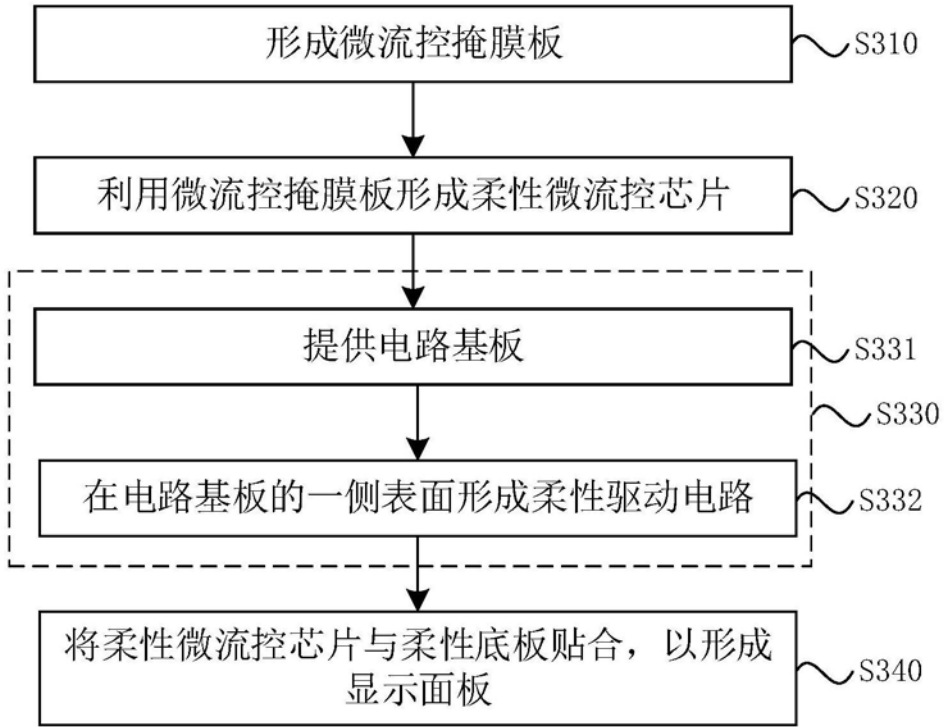 形成微流控掩膜板
S310
利用微流控掩膜板形成柔性微流控芯片
S320
提供电路基板
S331
S330
在电路基板的一侧表面形成柔性驱动电路
S332
将柔性微流控芯片与柔性底板贴合，以形成
显示面板
S340